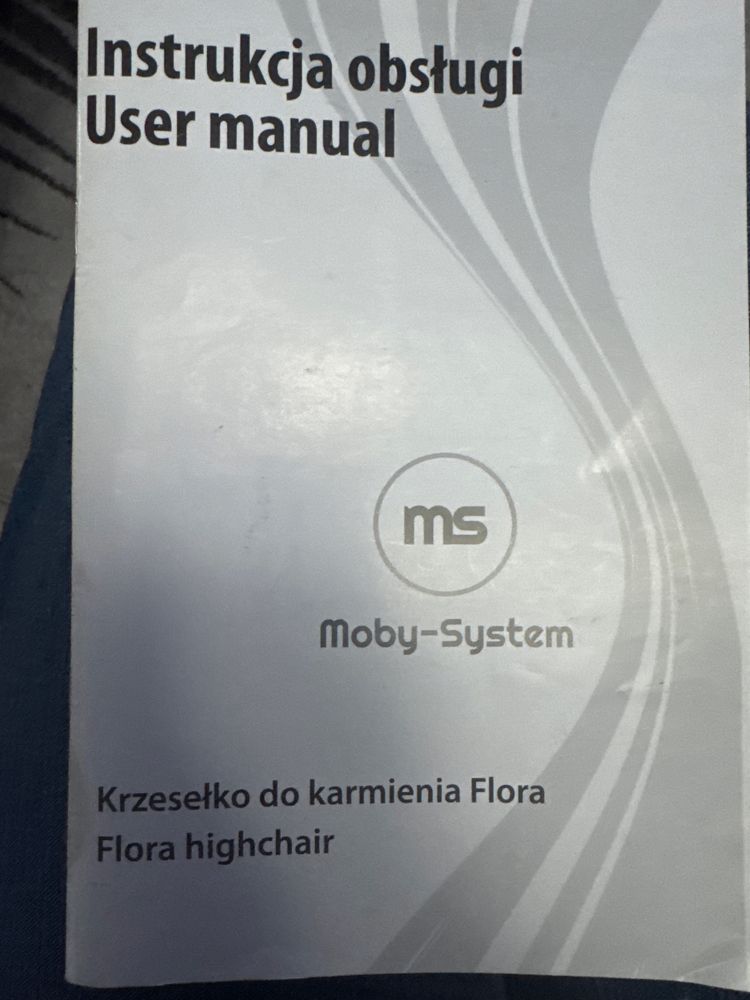 Instrukcja obsługi
User manual
ms
Moby-System
Krzesełko do karmienia Flora
Flora highchair